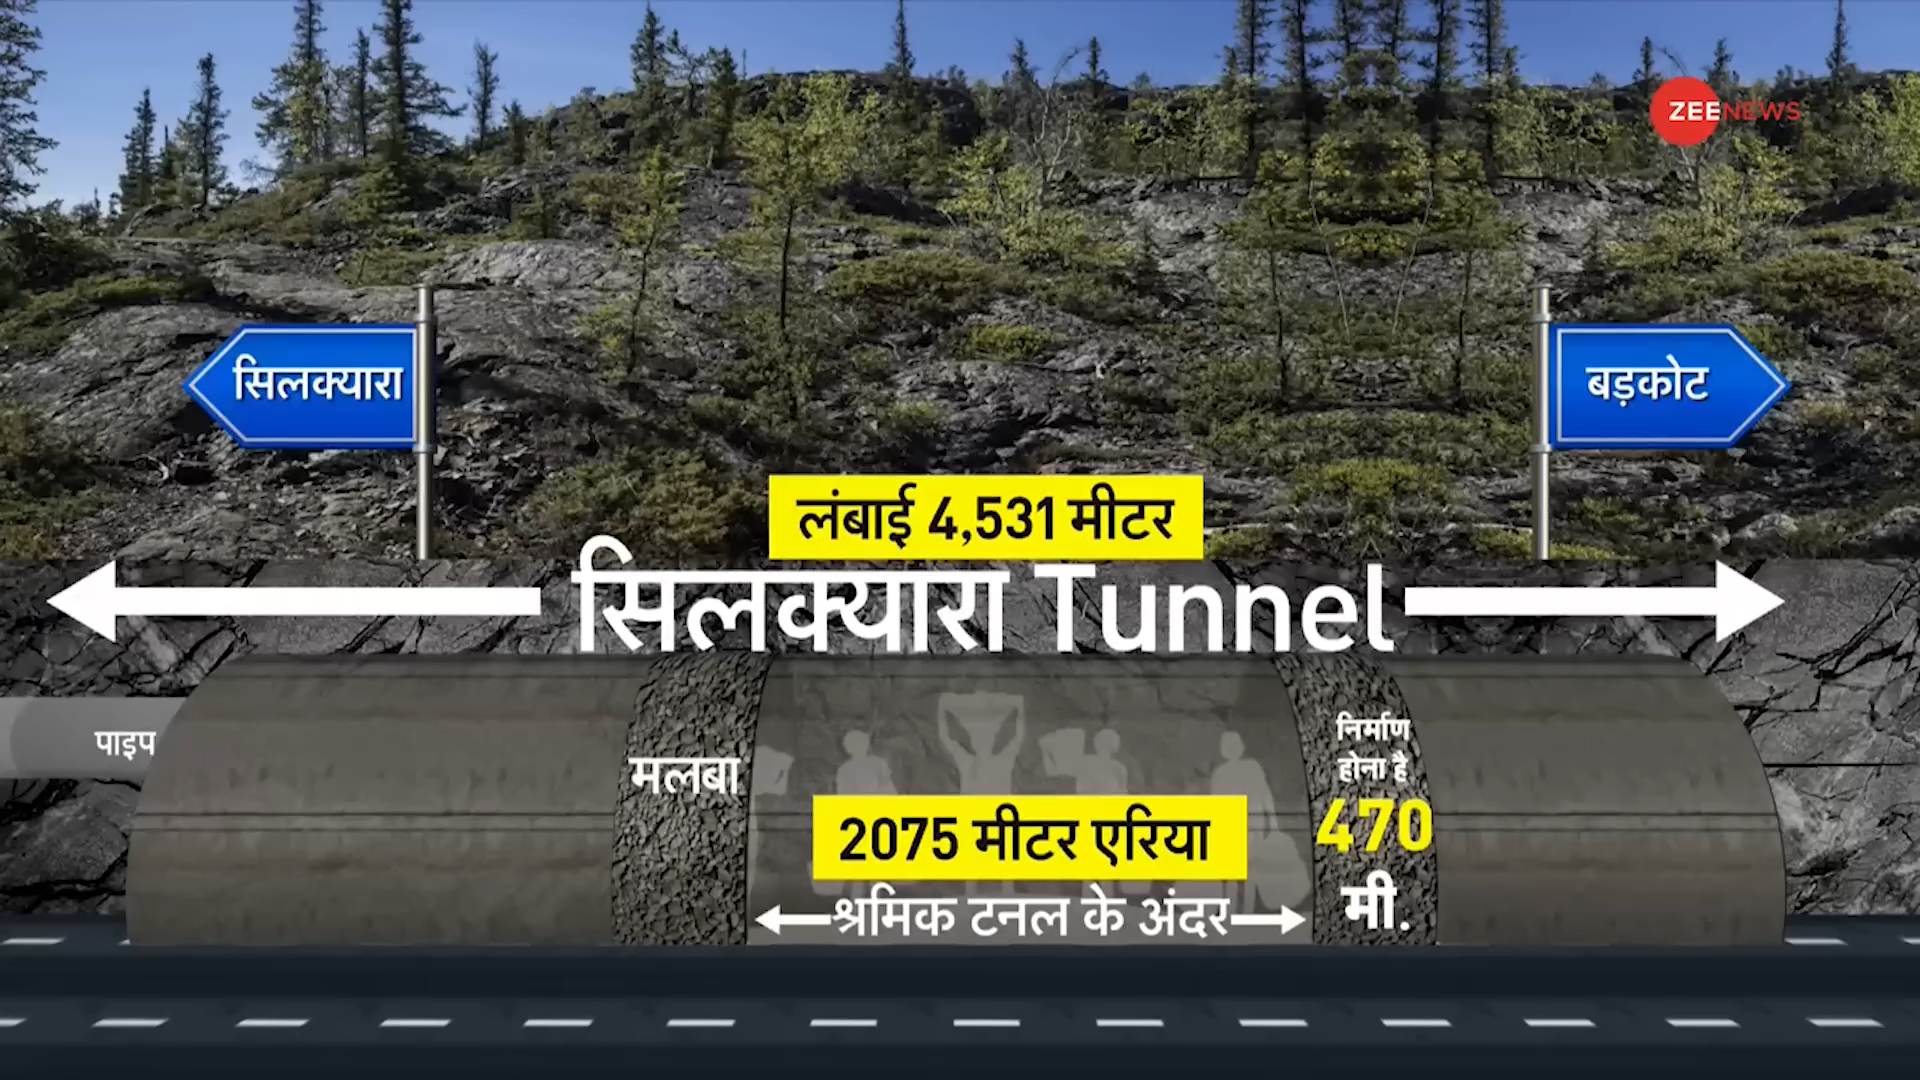 ZEENEWS
सिलक्यारा
बड़कोट
लंबाई 4,531 मीटर
सिलक्यारा Tunnel
पाइप
मलबा
निर्माण
होना है
470
मी.
2075 मीटर एरिया
श्रमिक टनल के अंदर